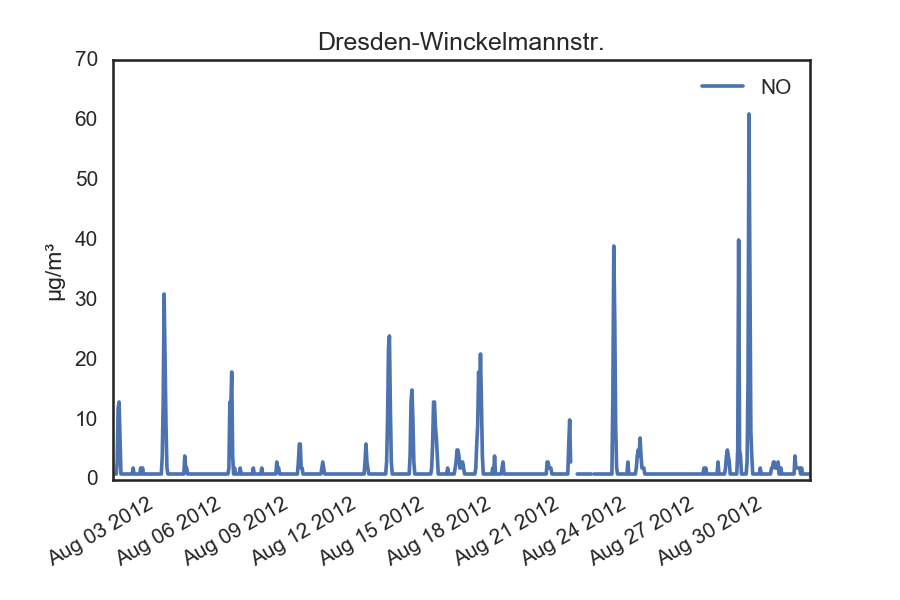 Dresden-Winckelmannstr.
70
60
50
40
30
20
10
0
µg/m³
NO
Aug 03 2012
Aug 06 2012
Aug 09 2012
Aug 12 2012
Aug 15 2012
Aug 18 2012
Aug 21 2012
Aug 24 2012
Aug 27 2012
Aug 30 2012